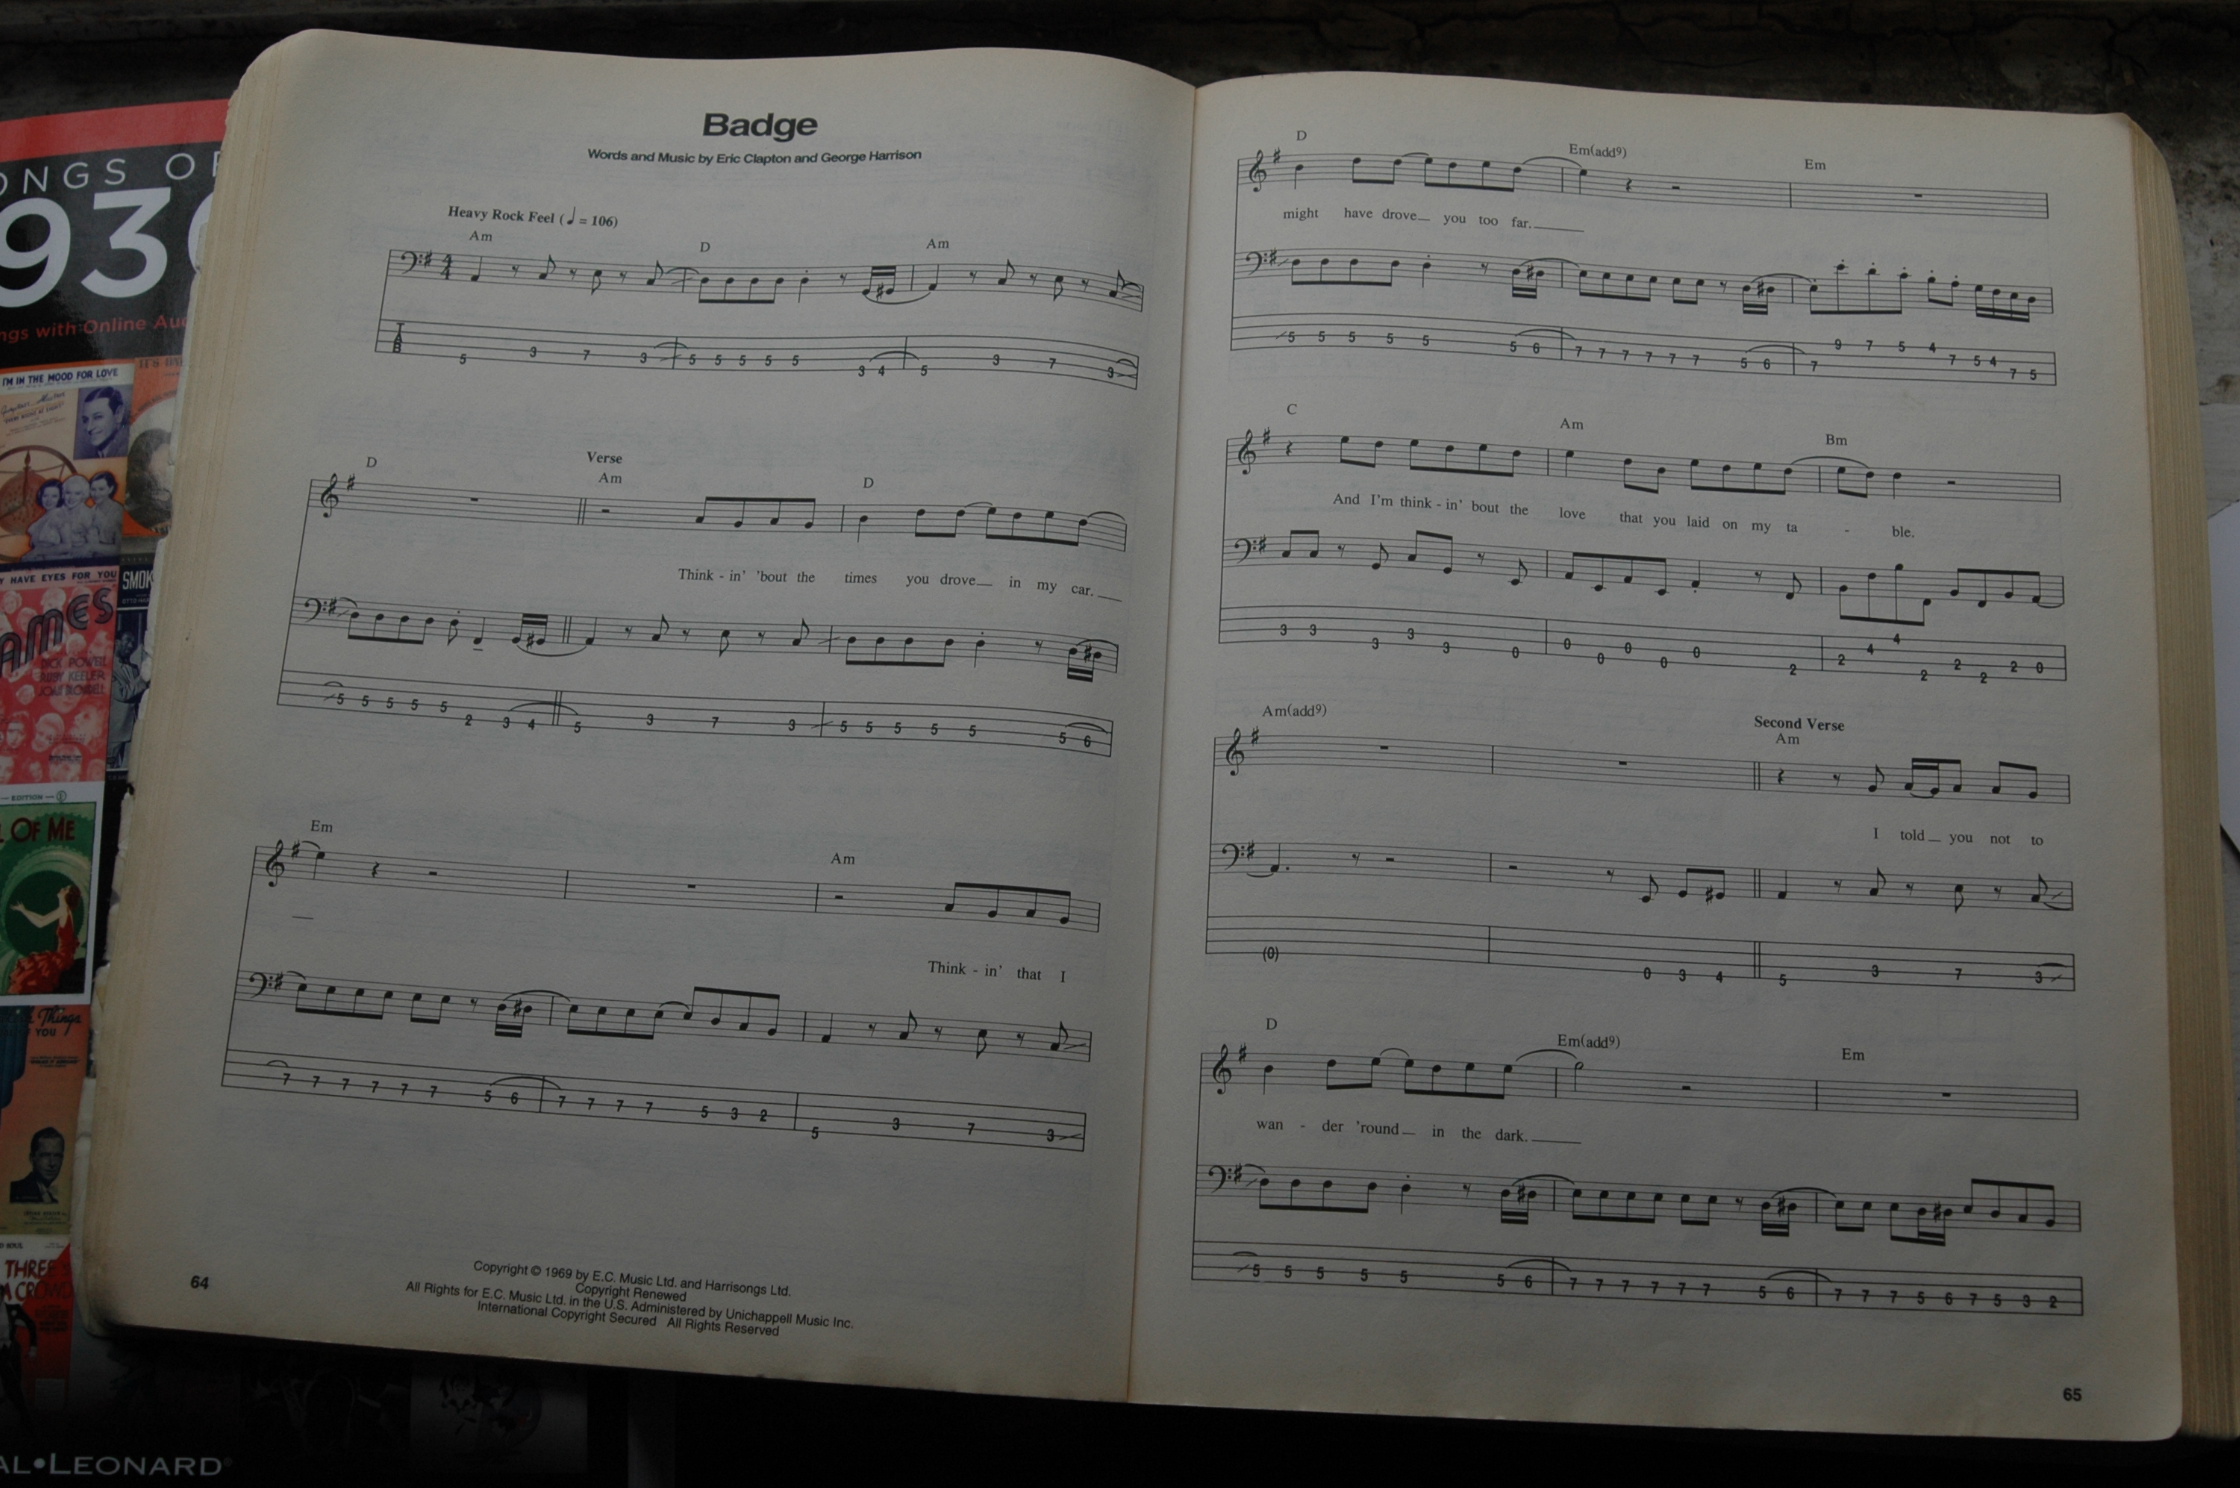 Badge
Words and Music by Eric Clapton and George Harrison
Heavy Rock Feel (♩ = 106)
Am D Am
4
4
T
A
B
5 3 7 3 5 5 5 5 5 3 4 5 3 7 3
D Verse
Am D
Think - in' 'bout the times you drove in my car.
5 5 5 5 5 2 3 4 5 3 7 3 5 5 5 5 5 5 6
Em Am
Think - in' that I
7 7 7 7 7 7 5 6 7 7 7 7 5 3 2 5 3 7 3
Copyright © 1969 by E.C. Music Ltd. and Harrisongs Ltd.
Copyright Renewed
All Rights for E.C. Music Ltd. in the U.S. Administered by Unichappell Music Inc.
International Copyright Secured All Rights Reserved
64
D Em(add9) Em
might have drove you too far.
5 5 5 5 5 5 6 7 7 7 7 7 7 5 6 7 9 7 5 4 7 5 4 7 5
C Am Bm
And I'm think - in' bout the love that you laid on my ta - ble.
3 3 3 3 3 0 0 0 0 0 0 2 2 4 4 2 2 2 2 0
Am(add9) Second Verse
Am
I told you not to
(0) 0 3 4 5 3 7 3
D Em(add9) Em
wan - der 'round in the dark.
5 5 5 5 5 5 6 7 7 7 7 7 7 5 6 7 7 7 5 6 7 5 3 2
65
ONGS OF
930
ngs with Online Au
I'M IN THE MOOD FOR LOVE
Y HAVE EYES FOR YOU
SMOK
AMES
DICK POWELL
RUBY KEELER
JOAN BLONDELL
EDITION
L OF ME
Things
YOU
THREE
A CROWD
AL•LEONARD